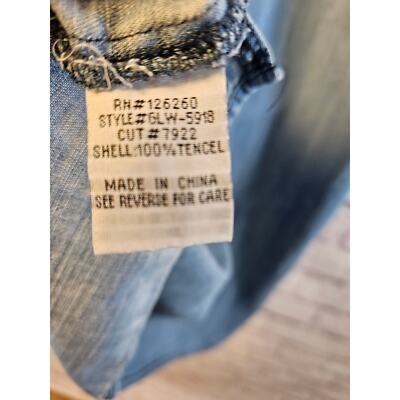 RN#126260
STYLE#GLW-5918
CUT#7922
SHELL:100%TENCEL
MADE IN CHINA
SEE REVERSE FOR CARE